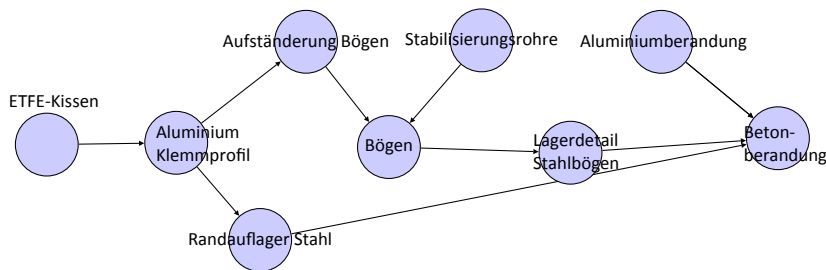 Aufständerung Bögen
Stabilisierungsrohre
Aluminiumberandung
ETFE-Kissen
Aluminium
Klemmprofil
Bögen
Lagerdetail
Stahlbögen
Beton-
berandung
Randauflager Stahl